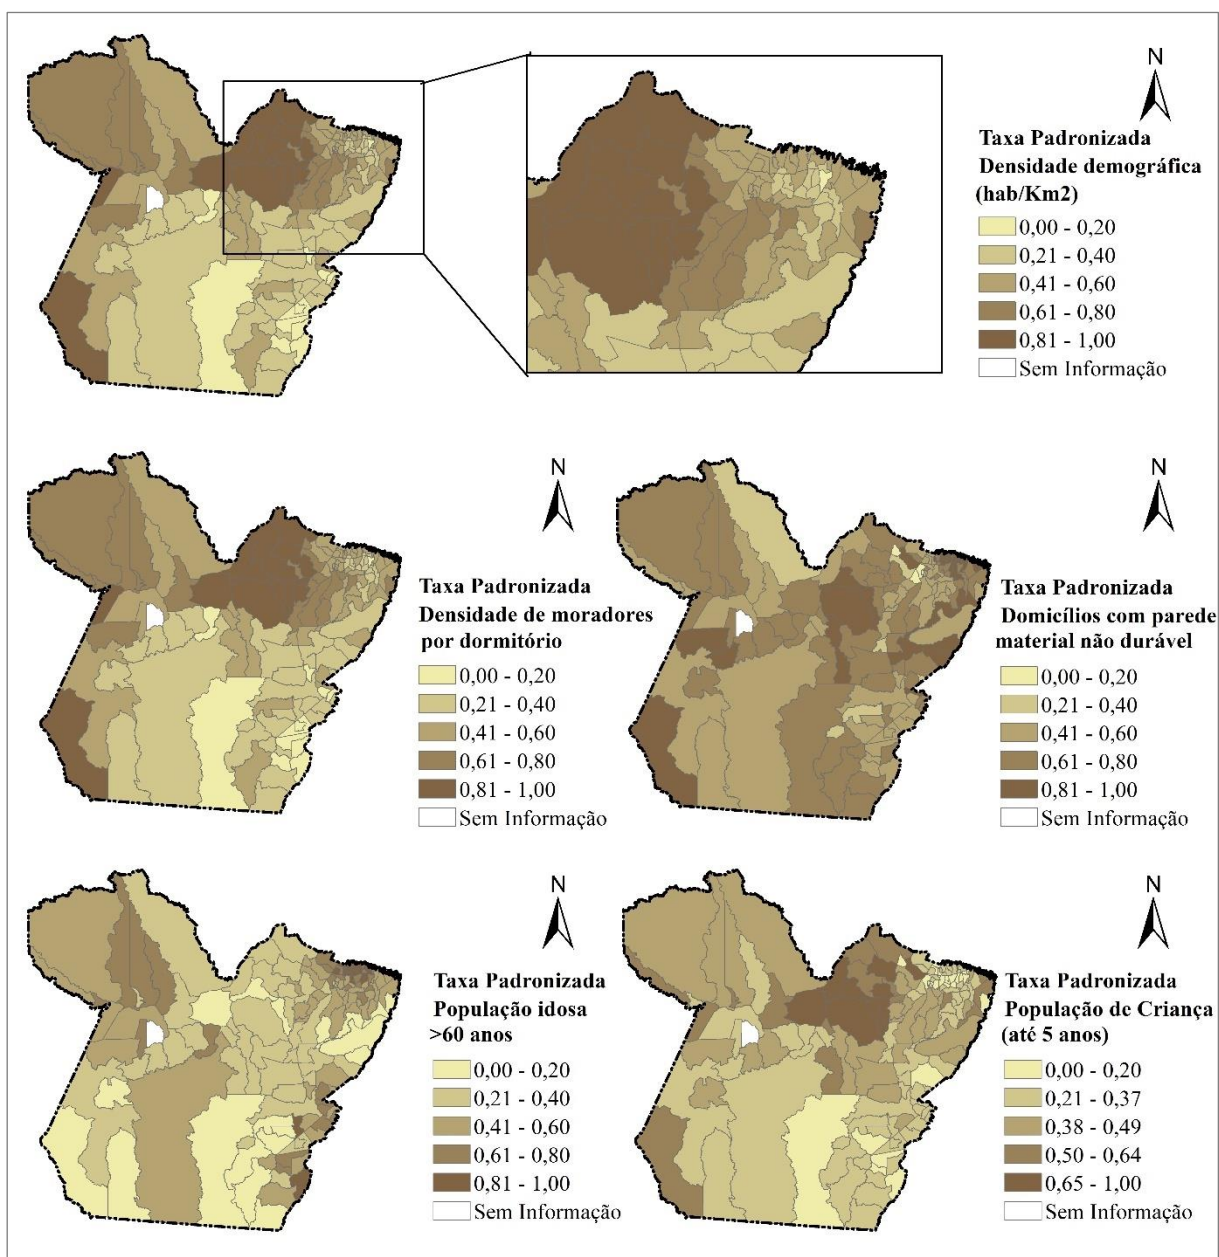 N
Taxa Padronizada
Densidade demográfica
(hab/Km2)
0,00 - 0,20
0,21 - 0,40
0,41 - 0,60
0,61 - 0,80
0,81 - 1,00
Sem Informação
N
Taxa Padronizada
Densidade de moradores
por dormitório
0,00 - 0,20
0,21 - 0,40
0,41 - 0,60
0,61 - 0,80
0,81 - 1,00
Sem Informação
N
Taxa Padronizada
Domicílios com parede
material não durável
0,00 - 0,20
0,21 - 0,40
0,41 - 0,60
0,61 - 0,80
0,81 - 1,00
Sem Informação
N
Taxa Padronizada
População idosa
>60 anos
0,00 - 0,20
0,21 - 0,40
0,41 - 0,60
0,61 - 0,80
0,81 - 1,00
Sem Informação
N
Taxa Padronizada
População de Criança
(até 5 anos)
0,00 - 0,20
0,21 - 0,37
0,38 - 0,49
0,50 - 0,64
0,65 - 1,00
Sem Informação